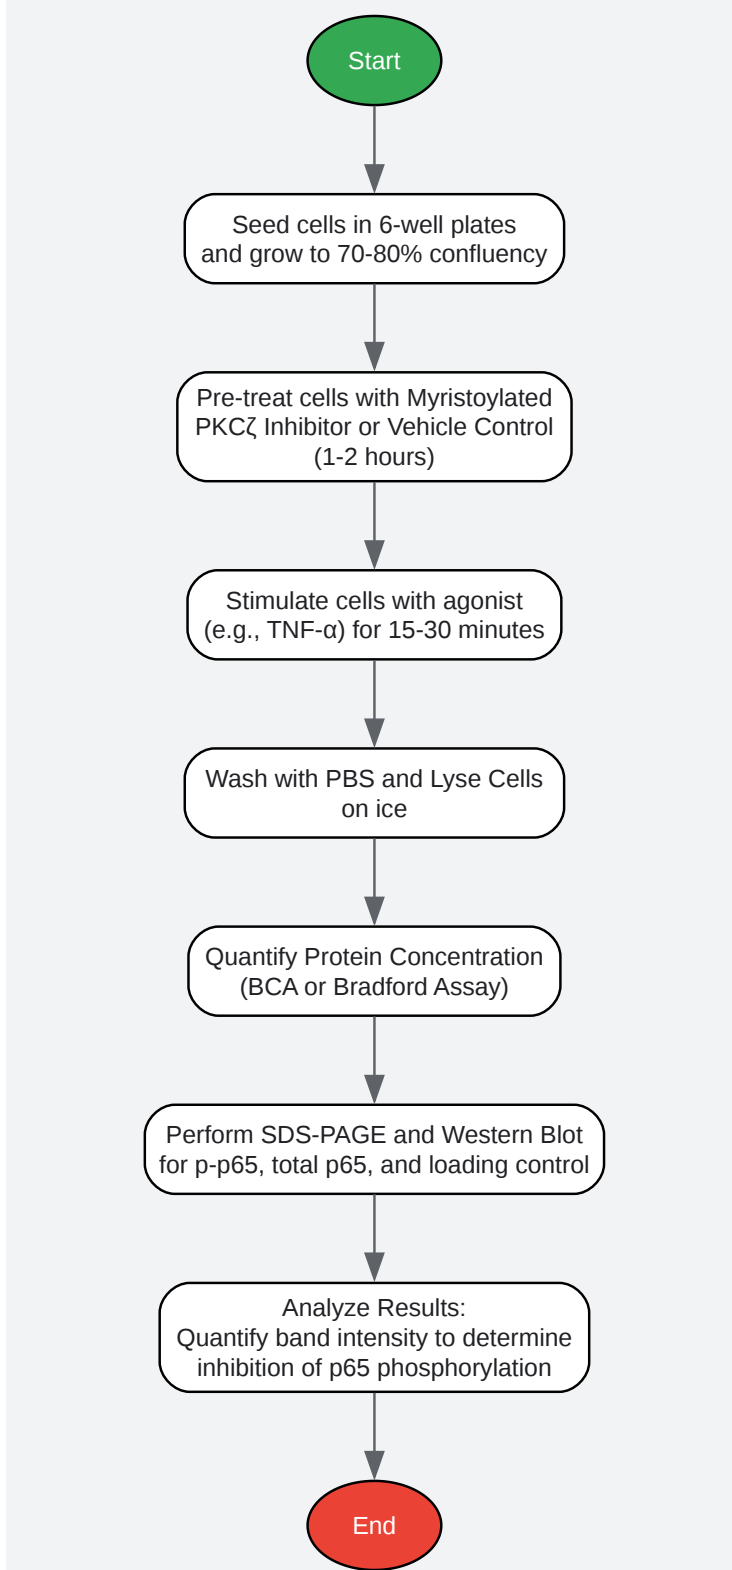 Start
Seed cells in 6-well plates
and grow to 70-80% confluency
Pre-treat cells with Myristoylated
PKCζ Inhibitor or Vehicle Control
(1-2 hours)
Stimulate cells with agonist
(e.g., TNF-α) for 15-30 minutes
Wash with PBS and Lyse Cells
on ice
Quantify Protein Concentration
(BCA or Bradford Assay)
Perform SDS-PAGE and Western Blot
for p-p65, total p65, and loading control
Analyze Results:
Quantify band intensity to determine
inhibition of p65 phosphorylation
End